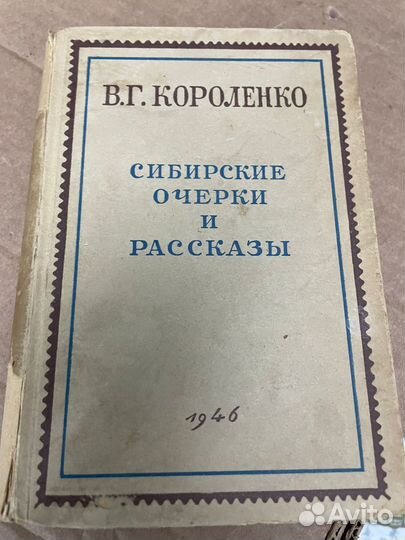 В.Г. КОРОЛЕНКО
СИБИРСКИЕ
ОЧЕРКИ
И
РАССКАЗЫ
1946
Avito